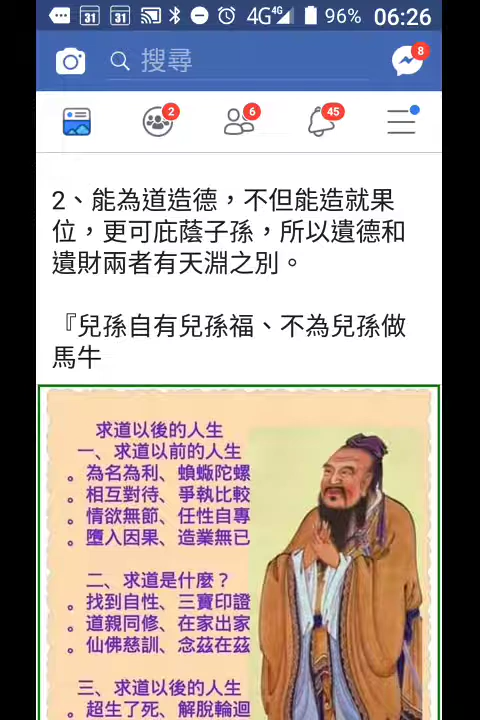 31
31
4G
4G
96%
06:26
搜尋
8
2
6
45
2、能為道造德，不但能造就果
位，更可庇蔭子孫，所以遺德和
遺財兩者有天淵之別。
『兒孫自有兒孫福、不為兒孫做
馬牛
求道以後的人生
一、求道以前的人生
。為名為利、蝜蝂陀螺
。相互對待、爭執比較
。情欲無節、任性自專
。墮入因果、造業無已
二、求道是什麼？
。找到自性、三寶印證
。道親同修、在家出家
。仙佛慈訓、念茲在茲
三、求道以後的人生
。超生了死、解脫輪迴